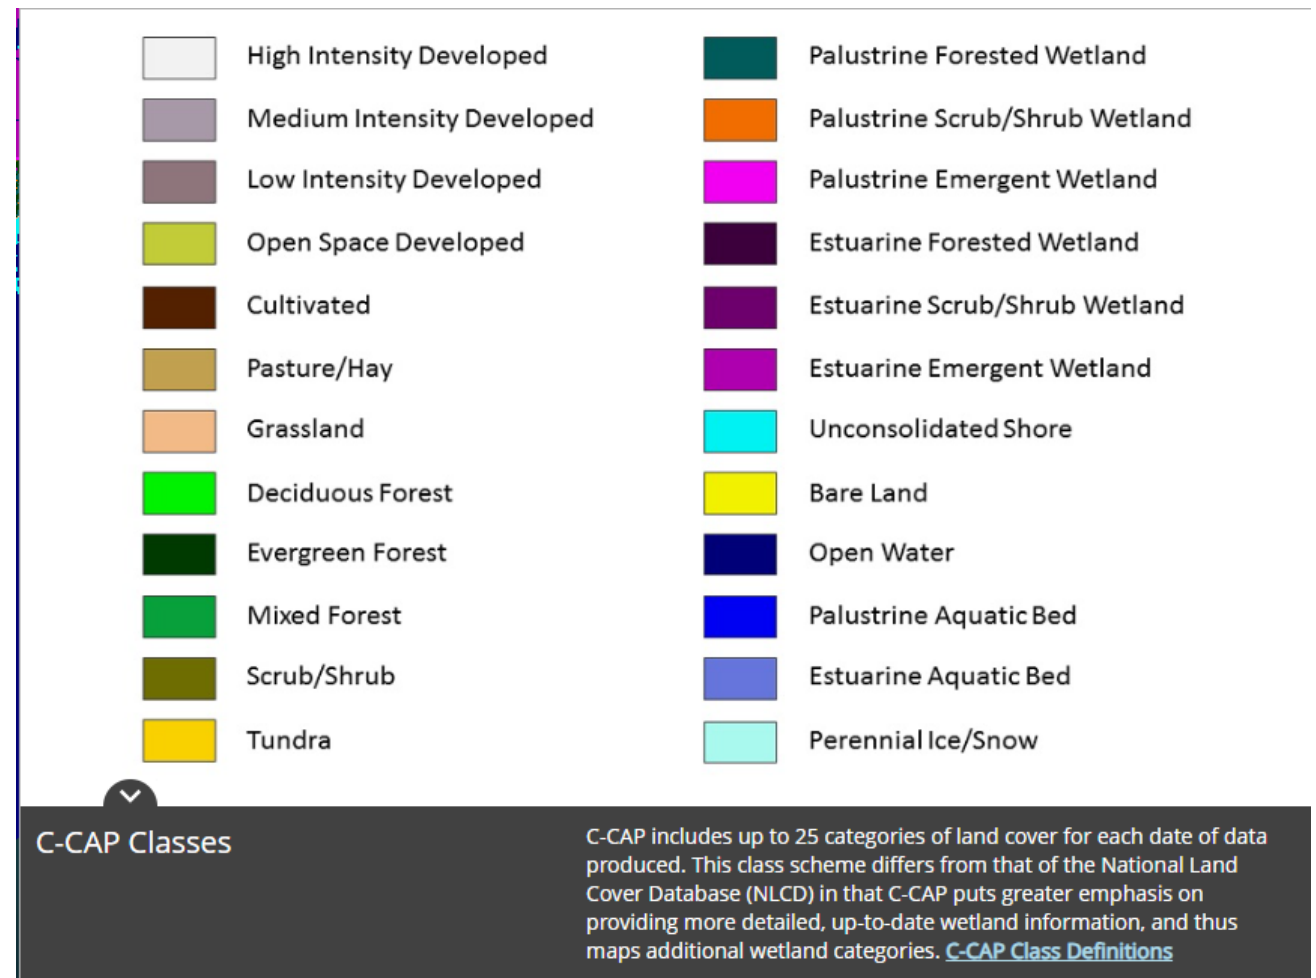 High Intensity Developed
Medium Intensity Developed
Low Intensity Developed
Open Space Developed
Cultivated
Pasture/Hay
Grassland
Deciduous Forest
Evergreen Forest
Mixed Forest
Scrub/Shrub
Tundra
Palustrine Forested Wetland
Palustrine Scrub/Shrub Wetland
Palustrine Emergent Wetland
Estuarine Forested Wetland
Estuarine Scrub/Shrub Wetland
Estuarine Emergent Wetland
Unconsolidated Shore
Bare Land
Open Water
Palustrine Aquatic Bed
Estuarine Aquatic Bed
Perennial Ice/Snow
C-CAP Classes
C-CAP includes up to 25 categories of land cover for each date of data
produced. This class scheme differs from that of the National Land
Cover Database (NLCD) in that C-CAP puts greater emphasis on
providing more detailed, up-to-date wetland information, and thus
maps additional wetland categories. C-CAP Class Definitions